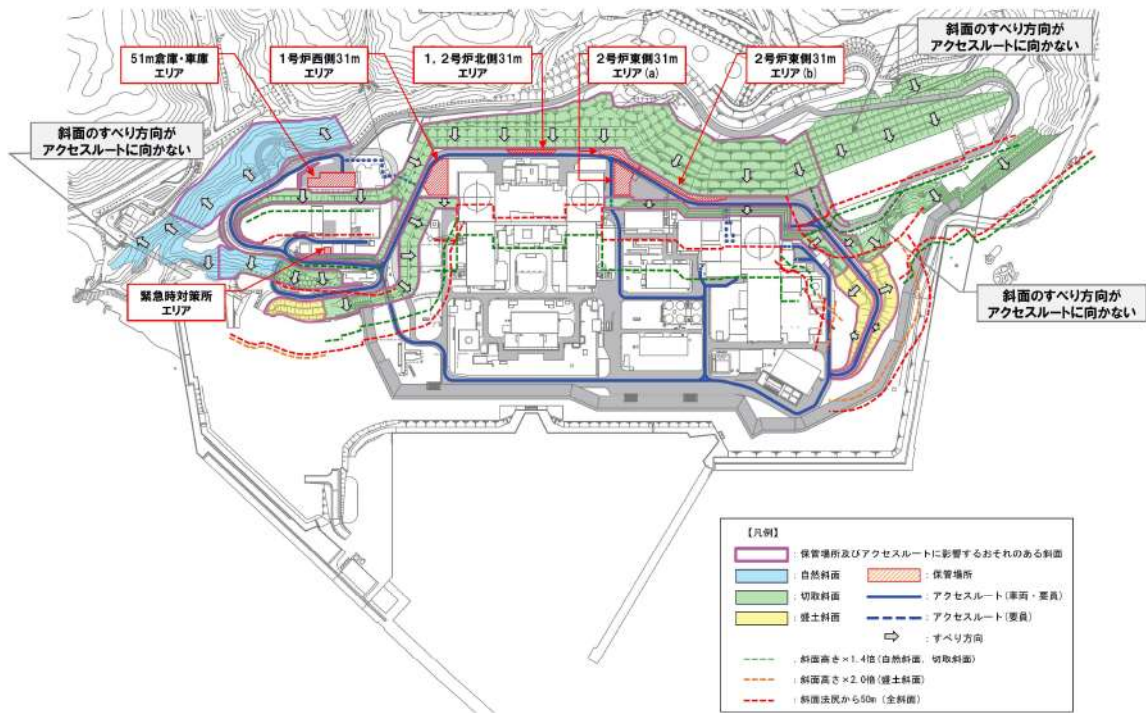 斜面のすべり方向が
アクセスルートに向かない
51m倉庫・車庫
エリア
1号炉西側31m
エリア
1,2号炉北側31m
エリア
2号炉東側31m
エリア(a)
2号炉東側31m
エリア(b)
斜面のすべり方向が
アクセスルートに向かない
緊急時対策所
エリア
斜面のすべり方向が
アクセスルートに向かない
【凡例】
:保管場所及びアクセスルートに影響するおそれのある斜面
:自然斜面
:保管場所
:切取斜面
:アクセスルート(車両・要員)
:盛土斜面
:アクセスルート(要員)
:すべり方向
:斜面高さ×1.4倍(自然斜面,切取斜面)
:斜面高さ×2.0倍(盛土斜面)
:斜面法尻から50m(全斜面)